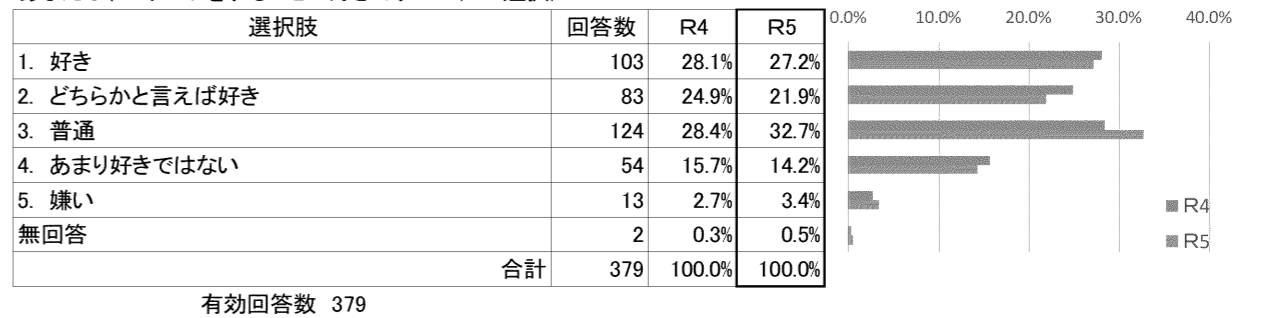 選択肢 回答数 R4 R5
1. 好き 103 28.1% 27.2%
2. どちらかと言えば好き 83 24.9% 21.9%
3. 普通 124 28.4% 32.7%
4. あまり好きではない 54 15.7% 14.2%
5. 嫌い 13 2.7% 3.4%
無回答 2 0.3% 0.5%
合計 379 100.0% 100.0%
有効回答数 379
0.0% 10.0% 20.0% 30.0% 40.0%
R4
R5